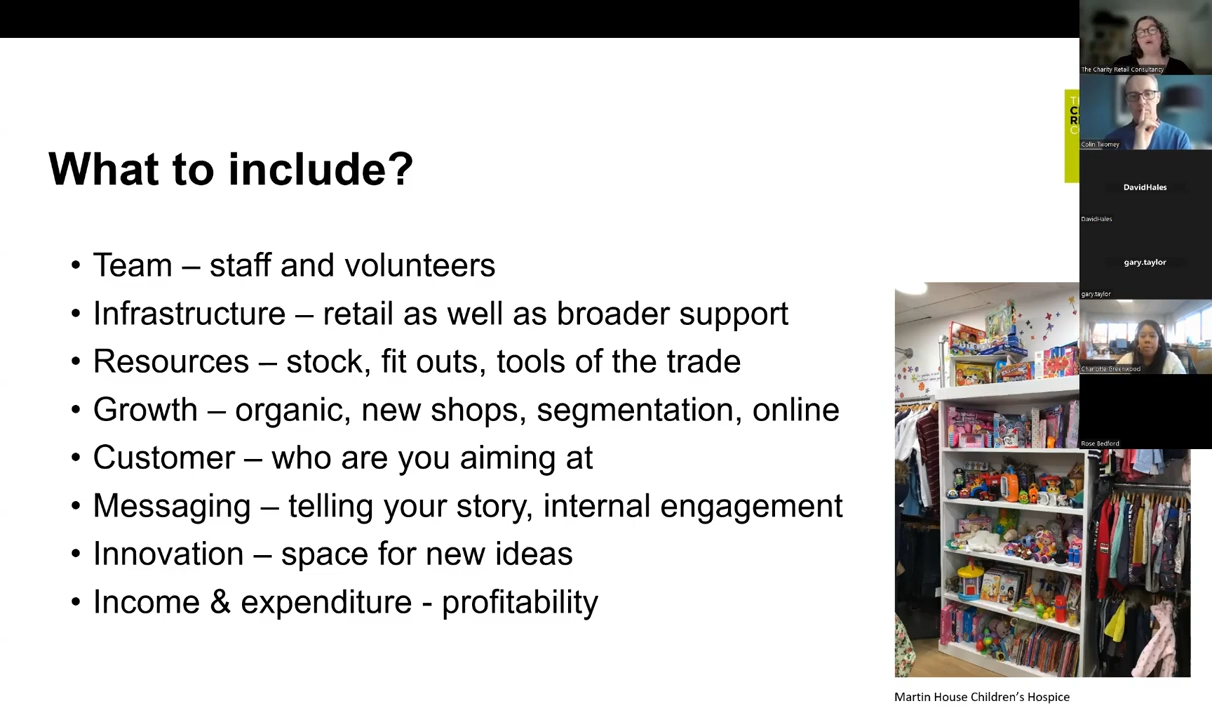 What to include?
• Team – staff and volunteers
• Infrastructure – retail as well as broader support
• Resources – stock, fit outs, tools of the trade
• Growth – organic, new shops, segmentation, online
• Customer – who are you aiming at
• Messaging – telling your story, internal engagement
• Innovation – space for new ideas
• Income & expenditure - profitability
Martin House Children's Hospice
The Charity Retail Consultancy
Colin Twomey
DavidHales
DavidHales
gary.taylor
gary.taylor
Charlotte Greenwood
Rose Bedford